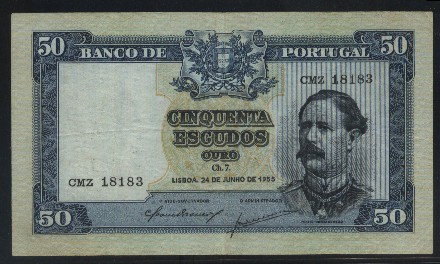 50 BANCO DE PORTUGAL 50
CMZ 18183
CINQUENTA
ESCUDOS
OURO
Ch. 7.
CMZ 18183
LISBOA, 24 DE JUNHO DE 1955
O ADMINISTRADOR
50 50